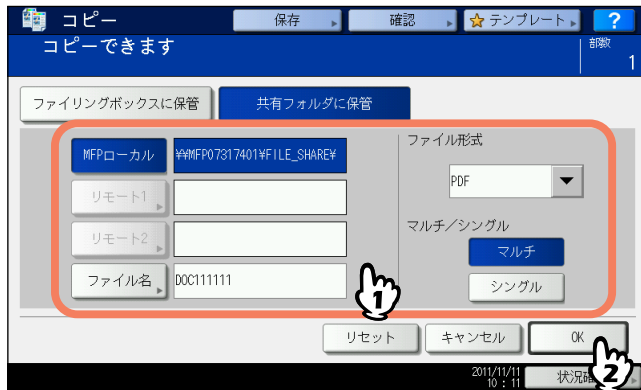 コピー 保存 確認 テンプレート ?
コピーできます 部数
1
ファイリングボックスに保管 共有フォルダに保管
ファイル形式
MFPローカル ¥¥MFP07317401¥FILE_SHARE¥
PDF
リモート1
マルチ/シングル
リモート2
マルチ
ファイル名 DOC111111
シングル
1
リセット キャンセル OK
2011/11/11
10:11
状況
2